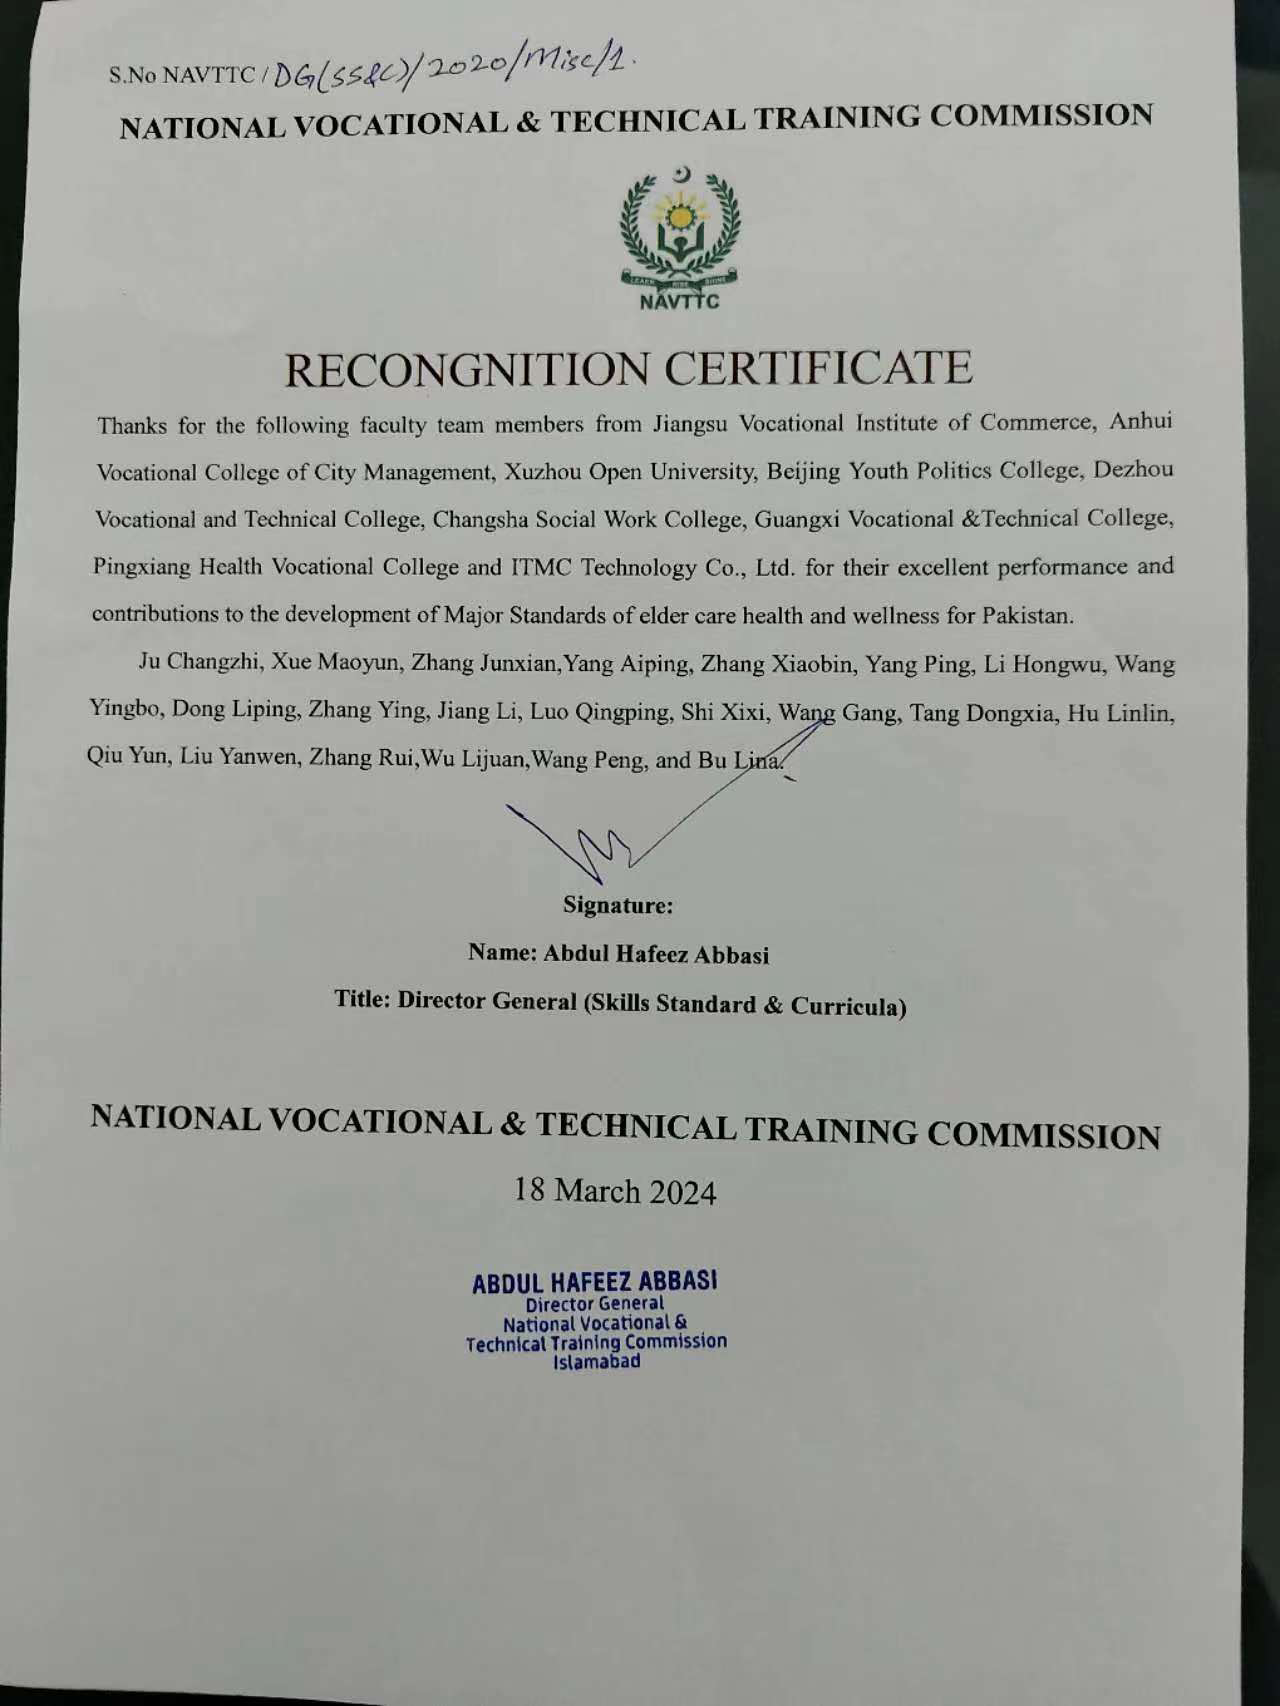 S.No NAVTTC / DG(SS&C)/2020/Misc/1.
NATIONAL VOCATIONAL & TECHNICAL TRAINING COMMISSION
LEARN RISE SHINE
NAVTTC
RECONGNITION CERTIFICATE
Thanks for the following faculty team members from Jiangsu Vocational Institute of Commerce, Anhui
Vocational College of City Management, Xuzhou Open University, Beijing Youth Politics College, Dezhou
Vocational and Technical College, Changsha Social Work College, Guangxi Vocational &Technical College,
Pingxiang Health Vocational College and ITMC Technology Co., Ltd. for their excellent performance and
contributions to the development of Major Standards of elder care health and wellness for Pakistan.
Ju Changzhi, Xue Maoyun, Zhang Junxian,Yang Aiping, Zhang Xiaobin, Yang Ping, Li Hongwu, Wang
Yingbo, Dong Liping, Zhang Ying, Jiang Li, Luo Qingping, Shi Xixi, Wang Gang, Tang Dongxia, Hu Linlin,
Qiu Yun, Liu Yanwen, Zhang Rui,Wu Lijuan,Wang Peng, and Bu Lina.
Signature:
Name: Abdul Hafeez Abbasi
Title: Director General (Skills Standard & Curricula)
NATIONAL VOCATIONAL & TECHNICAL TRAINING COMMISSION
18 March 2024
ABDUL HAFEEZ ABBASI
Director General
National Vocational &
Technical Training Commission
Islamabad